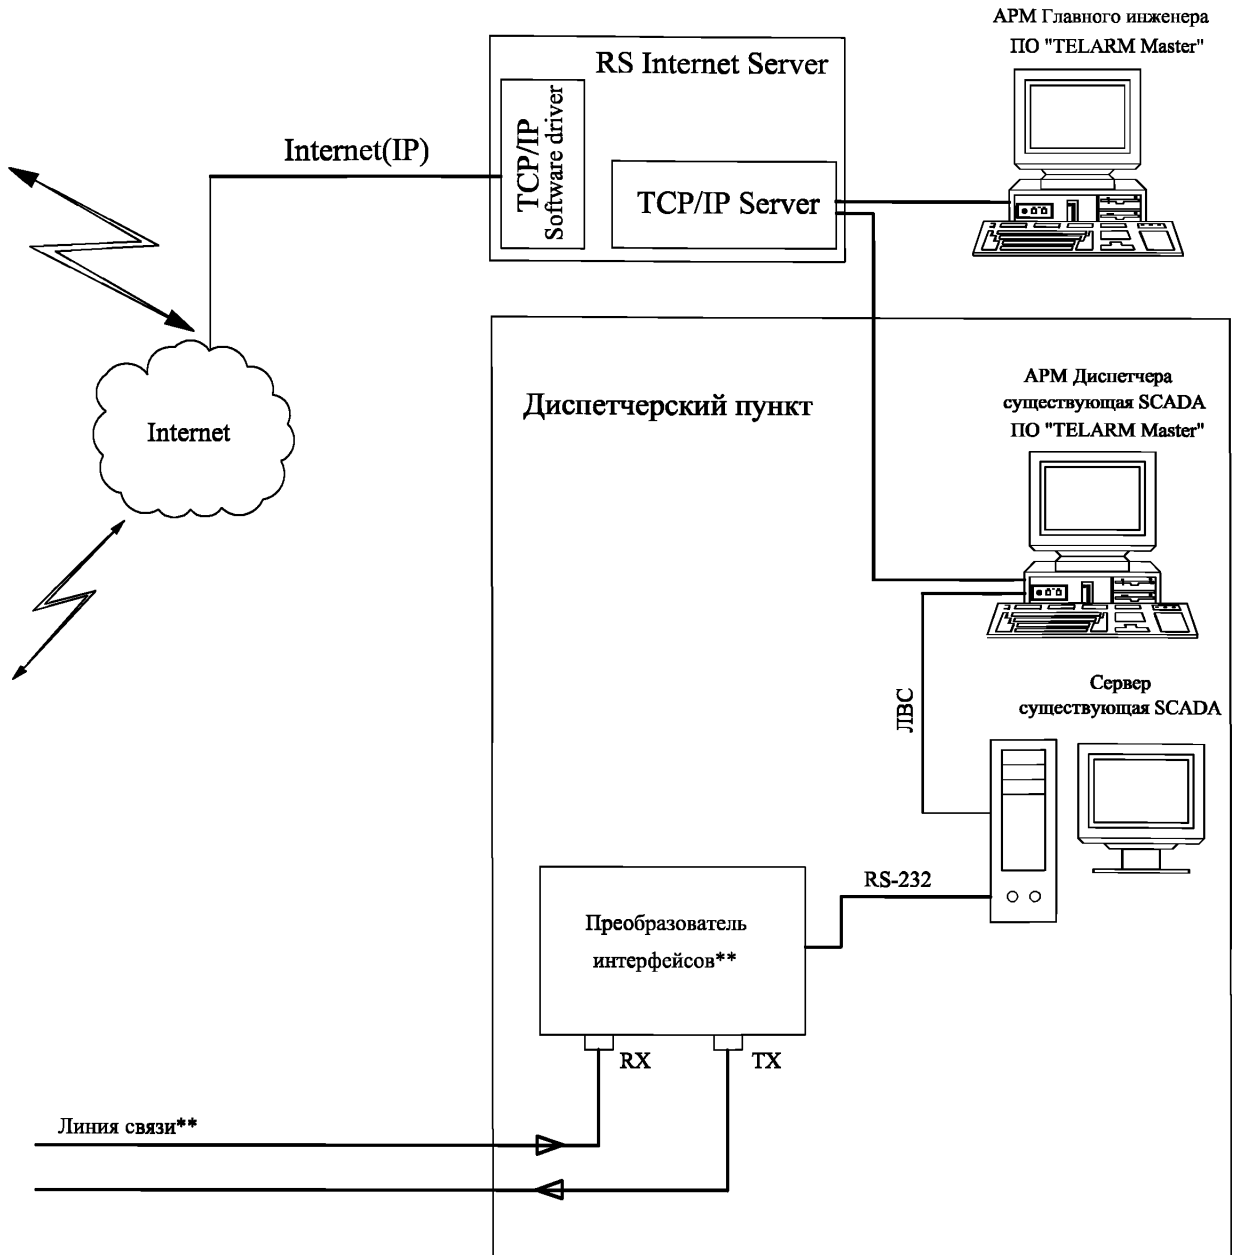 АРМ Главного инженера
ПО "TELARM Master"
RS Internet Server
TCP/IP
Software driver
TCP/IP Server
Internet(IP)
Internet
Диспетчерский пункт
АРМ Диспетчера
существующая SCADA
ПО "TELARM Master"
ЛВС
Сервер
существующая SCADA
RS-232
Преобразователь
интерфейсов**
RX
TX
Линия связи**